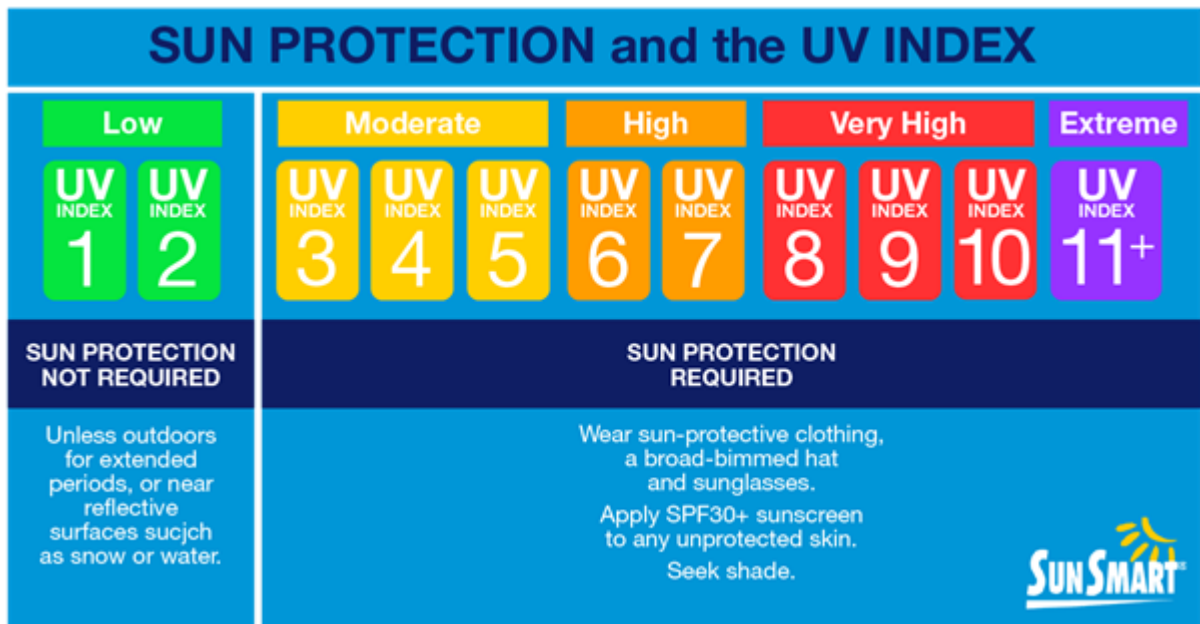 SUN PROTECTION and the UV INDEX
Low
Moderate
High
Very High
Extreme
UV INDEX 1
UV INDEX 2
UV INDEX 3
UV INDEX 4
UV INDEX 5
UV INDEX 6
UV INDEX 7
UV INDEX 8
UV INDEX 9
UV INDEX 10
UV INDEX 11+
SUN PROTECTION
NOT REQUIRED
Unless outdoors
for extended
periods, or near
reflective
surfaces sucjch
as snow or water.
SUN PROTECTION
REQUIRED
Wear sun-protective clothing,
a broad-bimmed hat
and sunglasses.
Apply SPF30+ sunscreen
to any unprotected skin.
Seek shade.
SUNSMART